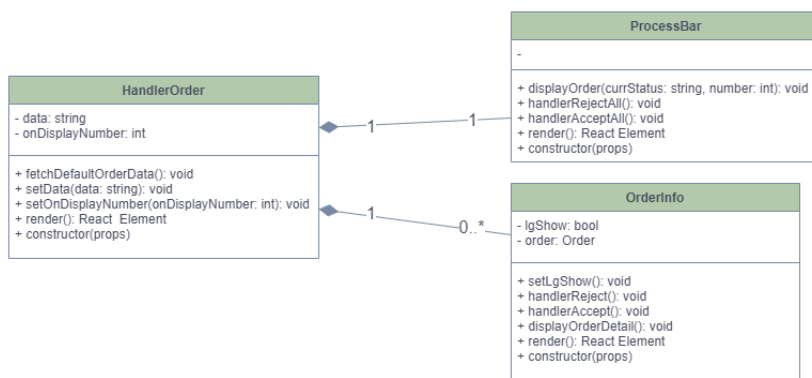 HandlerOrder
- data: string
- onDisplayNumber: int
+ fetchDefaultOrderData(): void
+ setData(data: string): void
+ setOnDisplayNumber(onDisplayNumber: int): void
+ render(): React  Element
+ constructor(props)
1
1
1
0..*
ProcessBar
-
+ displayOrder(currStatus: string, number: int): void
+ handlerRejectAll(): void
+ handlerAcceptAll(): void
+ render(): React Element
+ constructor(props)
OrderInfo
- lgShow: bool
- order: Order
+ setLgShow(): void
+ handlerReject(): void
+ handlerAccept(): void
+ displayOrderDetail(): void
+ render(): React Element
+ constructor(props)